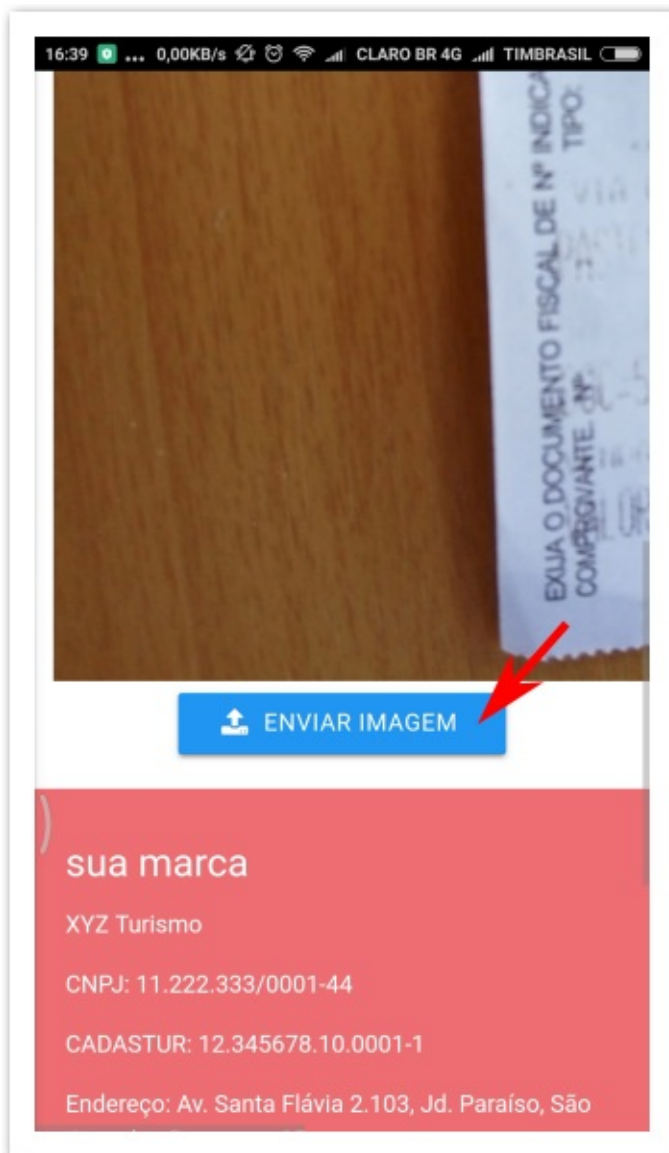 16:39 ... 0,00KB/s CLARO BR 4G TIMBRASIL
EXIJA O DOCUMENTO FISCAL DE Nº INDICA
COMPROVANTE. Nº TIPO:
VIA
ENVIAR IMAGEM
sua marca
XYZ Turismo
CNPJ: 11.222.333/0001-44
CADASTUR: 12.345678.10.0001-1
Endereço: Av. Santa Flávia 2.103, Jd. Paraíso, São